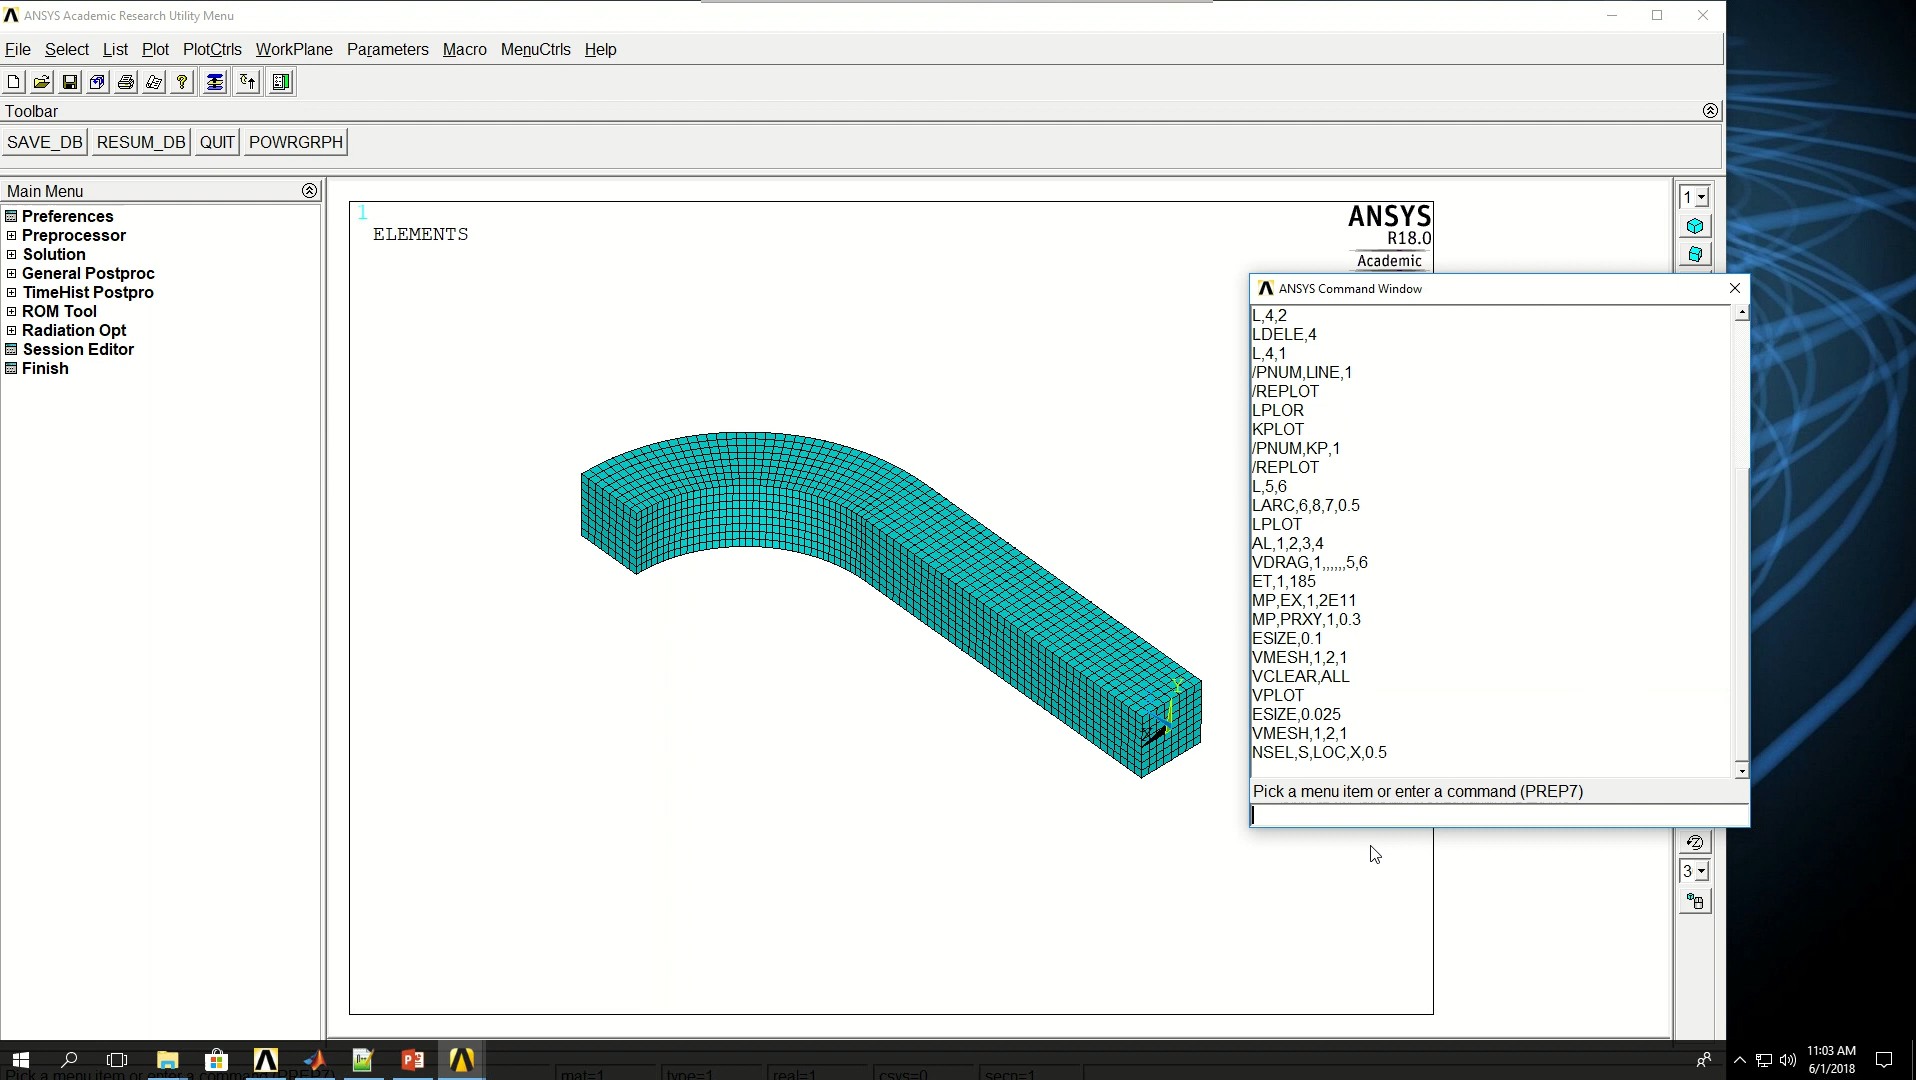 ANSYS Academic Research Utility Menu
File Select List Plot PlotCtrls WorkPlane Parameters Macro MenuCtrls Help
Toolbar
SAVE_DB RESUM_DB QUIT POWRGRPH
Main Menu
Preferences
Preprocessor
Solution
General Postproc
TimeHist Postpro
ROM Tool
Radiation Opt
Session Editor
Finish
1
ELEMENTS
ANSYS
R18.0
Academic
Y
X
1
3
ANSYS Command Window
L,4,2
LDELE,4
L,4,1
/PNUM,LINE,1
/REPLOT
LPLOR
KPLOT
/PNUM,KP,1
/REPLOT
L,5,6
LARC,6,8,7,0.5
LPLOT
AL,1,2,3,4
VDRAG,1,,,,,,5,6
ET,1,185
MP,EX,1,2E11
MP,PRXY,1,0.3
ESIZE,0.1
VMESH,1,2,1
VCLEAR,ALL
VPLOT
ESIZE,0.025
VMESH,1,2,1
NSEL,S,LOC,X,0.5
Pick a menu item or enter a command (PREP7)
11:03 AM
6/1/2018
Pick a menu item or enter a command (PREP7) mat=1 type=1 real=1 csys=0 secn=1